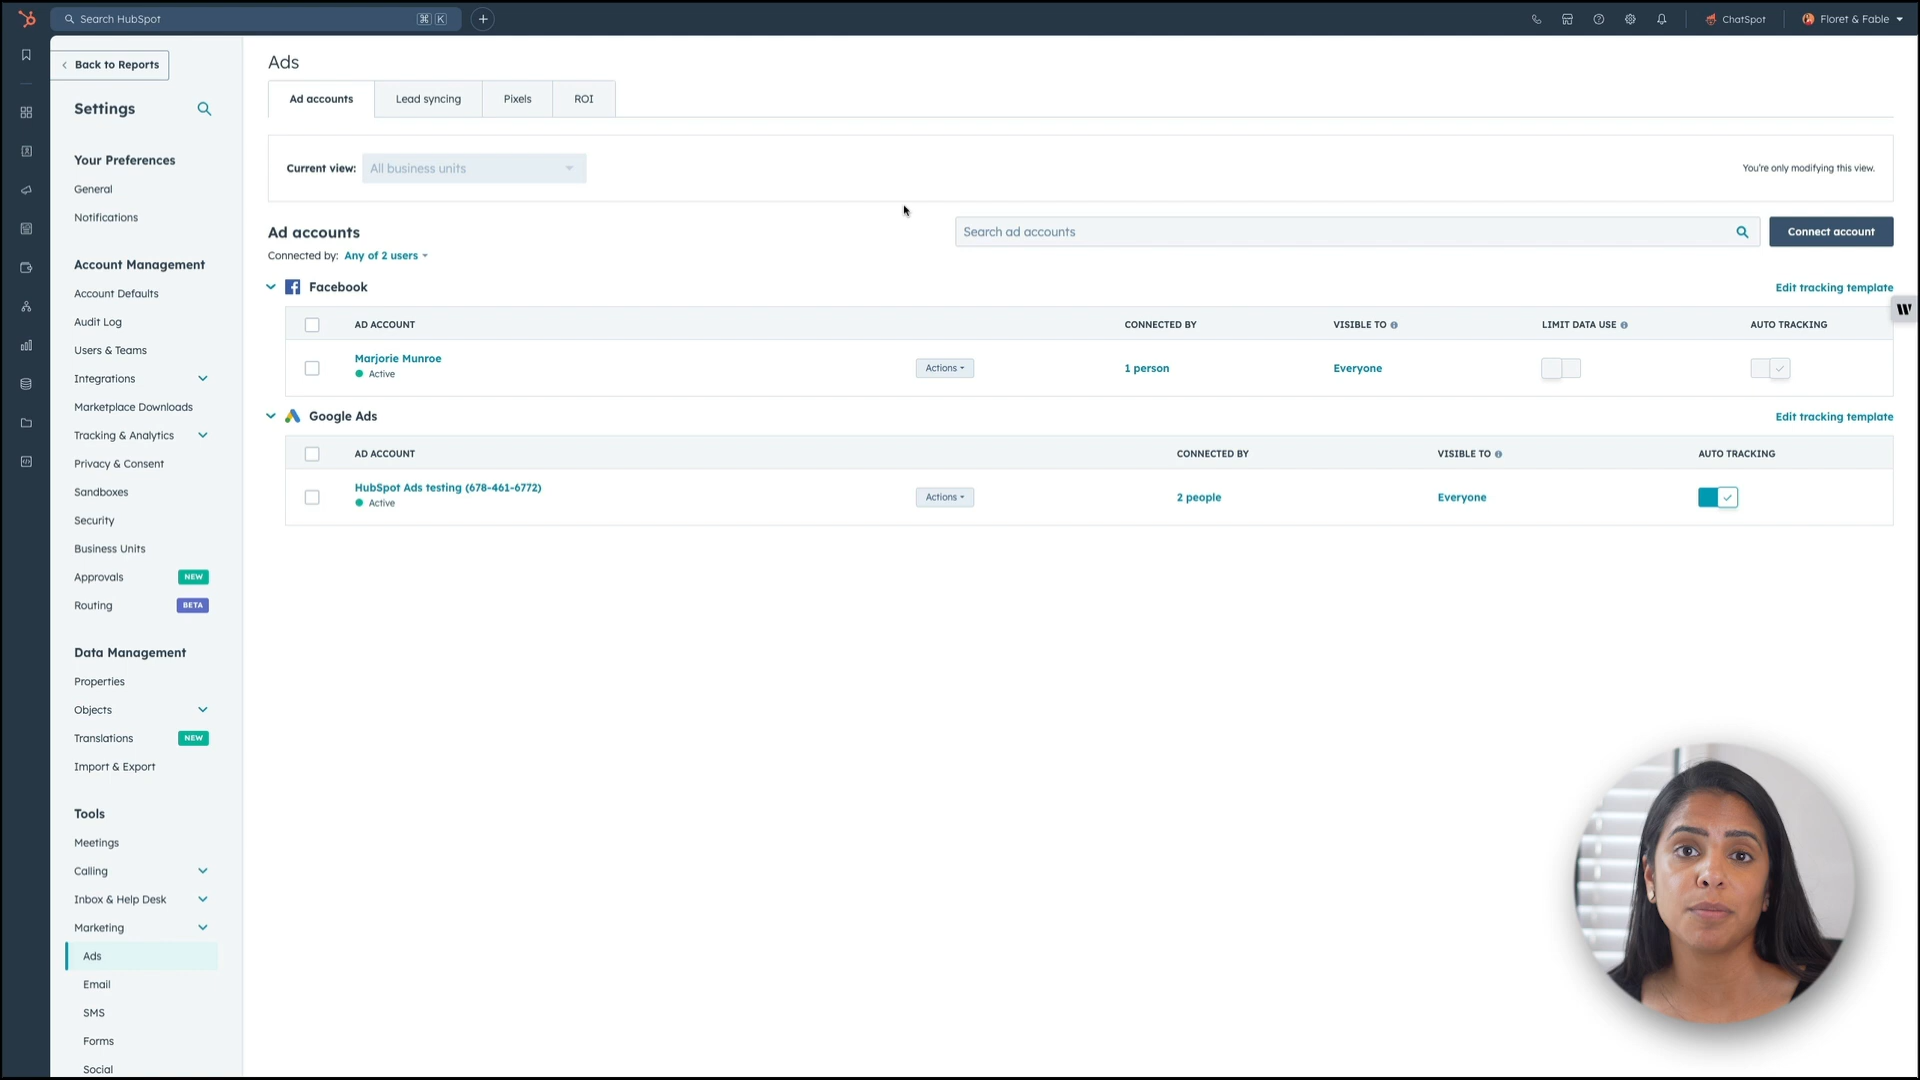 Search HubSpot
⌘ K
ChatSpot
Floret & Fable
Back to Reports
Settings
Your Preferences
General
Notifications
Account Management
Account Defaults
Audit Log
Users & Teams
Integrations
Marketplace Downloads
Tracking & Analytics
Privacy & Consent
Sandboxes
Security
Business Units
Approvals NEW
Routing BETA
Data Management
Properties
Objects
Translations NEW
Import & Export
Tools
Meetings
Calling
Inbox & Help Desk
Marketing
Ads
Email
SMS
Forms
Social
Ads
Ad accounts Lead syncing Pixels ROI
Current view: All business units You're only modifying this view.
Ad accounts
Search ad accounts
Connect account
Connected by: Any of 2 users
Facebook Edit tracking template
AD ACCOUNT CONNECTED BY VISIBLE TO LIMIT DATA USE AUTO TRACKING
Marjorie Munroe
Active
Actions 1 person Everyone
Google Ads Edit tracking template
AD ACCOUNT CONNECTED BY VISIBLE TO AUTO TRACKING
HubSpot Ads testing (678-461-6772)
Active
Actions 2 people Everyone
W